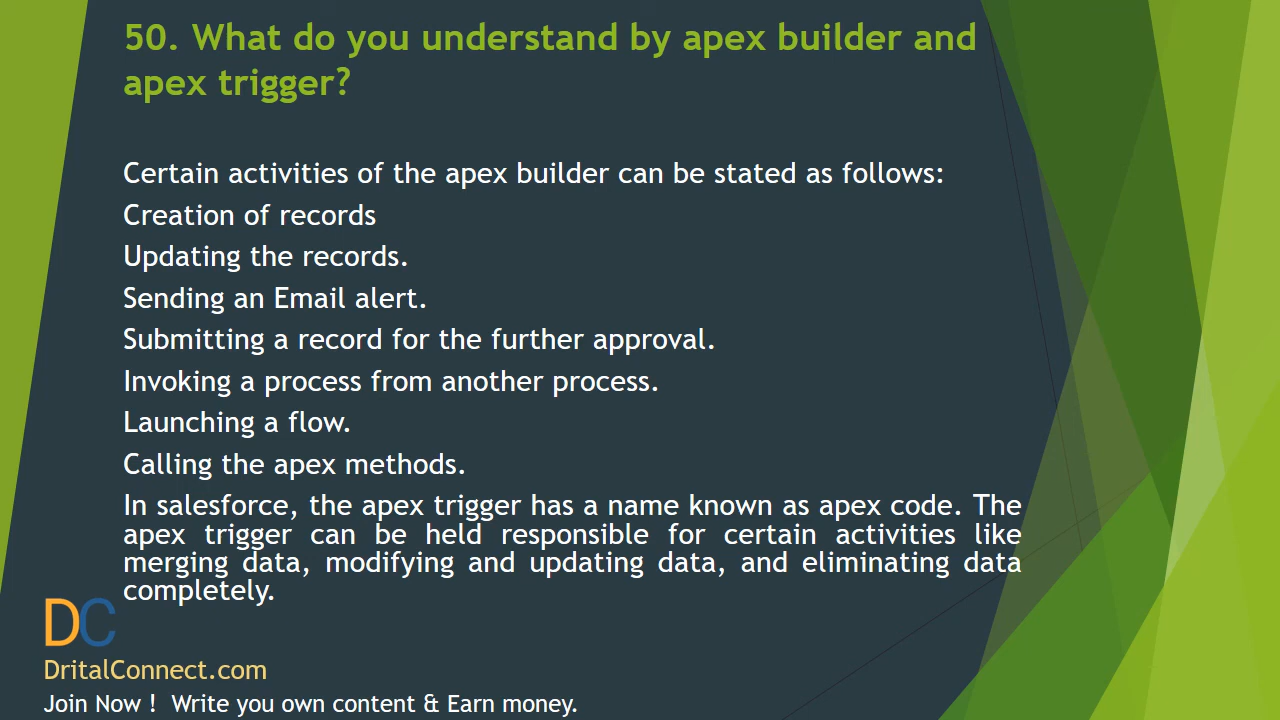 50. What do you understand by apex builder and
apex trigger?
Certain activities of the apex builder can be stated as follows:
Creation of records
Updating the records.
Sending an Email alert.
Submitting a record for the further approval.
Invoking a process from another process.
Launching a flow.
Calling the apex methods.
In salesforce, the apex trigger has a name known as apex code. The
apex trigger can be held responsible for certain activities like
merging data, modifying and updating data, and eliminating data
completely.
DC
DritalConnect.com
Join Now ! Write you own content & Earn money.